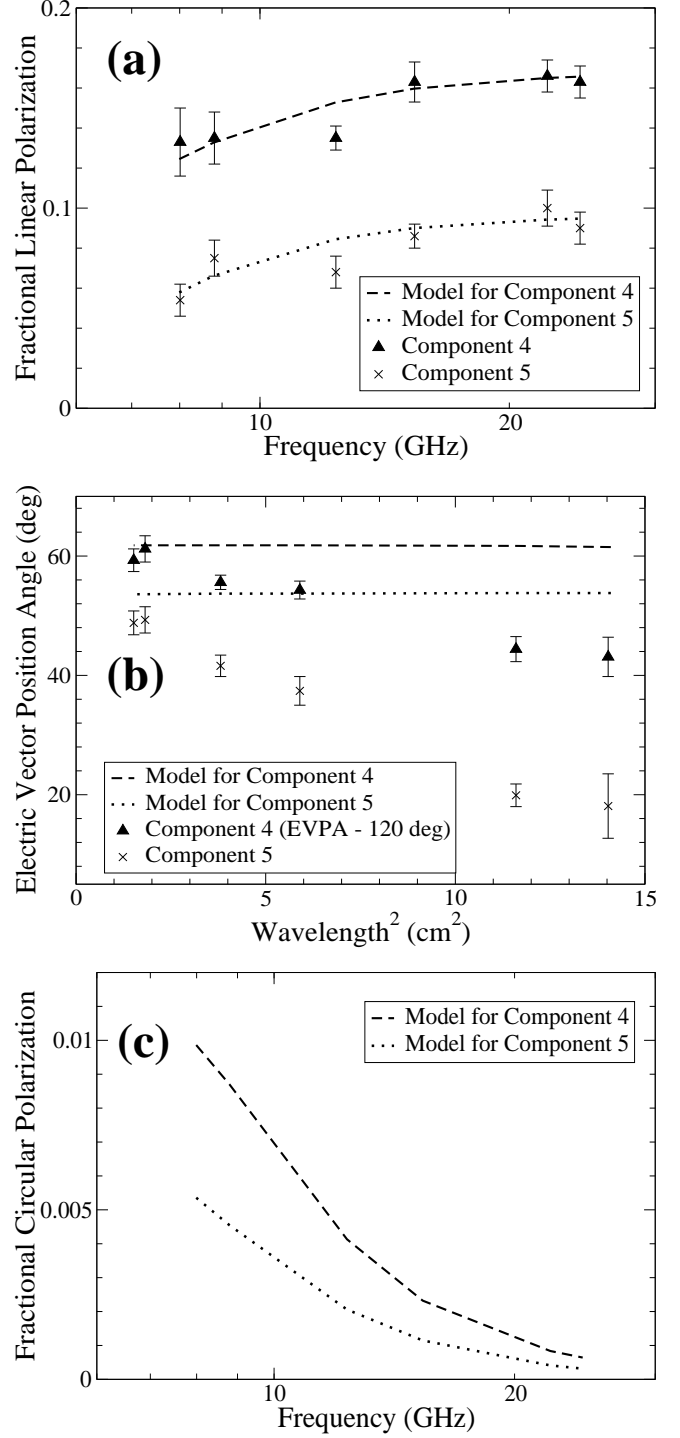 0.2
(a)
0.1
0
Fractional Linear Polarization
Model for Component 4
Model for Component 5
Component 4
Component 5
10
20
Frequency (GHz)
60
40
20
Electric Vector Position Angle (deg)
(b)
Model for Component 4
Model for Component 5
Component 4 (EVPA - 120 deg)
Component 5
0
5
10
15
Wavelength² (cm²)
0.01
0.005
0
Fractional Circular Polarization
(c)
Model for Component 4
Model for Component 5
10
20
Frequency (GHz)